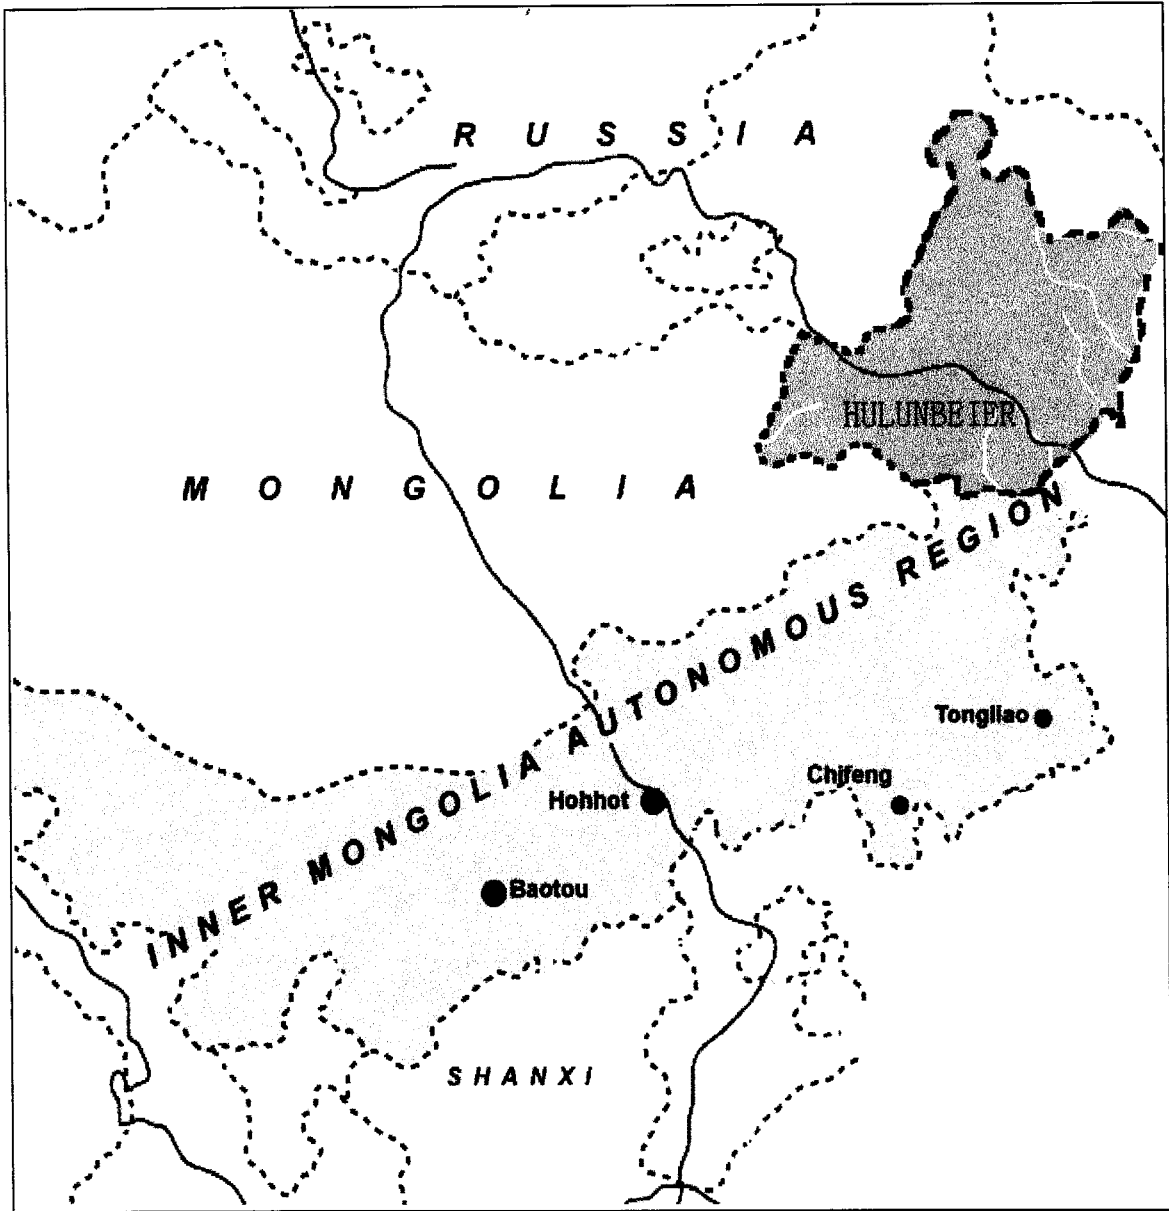 RUSSIA
HULUNBEIER
MONGOLIA
INNER MONGOLIA AUTONOMOUS REGION
Tongliao
Chifeng
Hohhot
Baotou
SHANXI